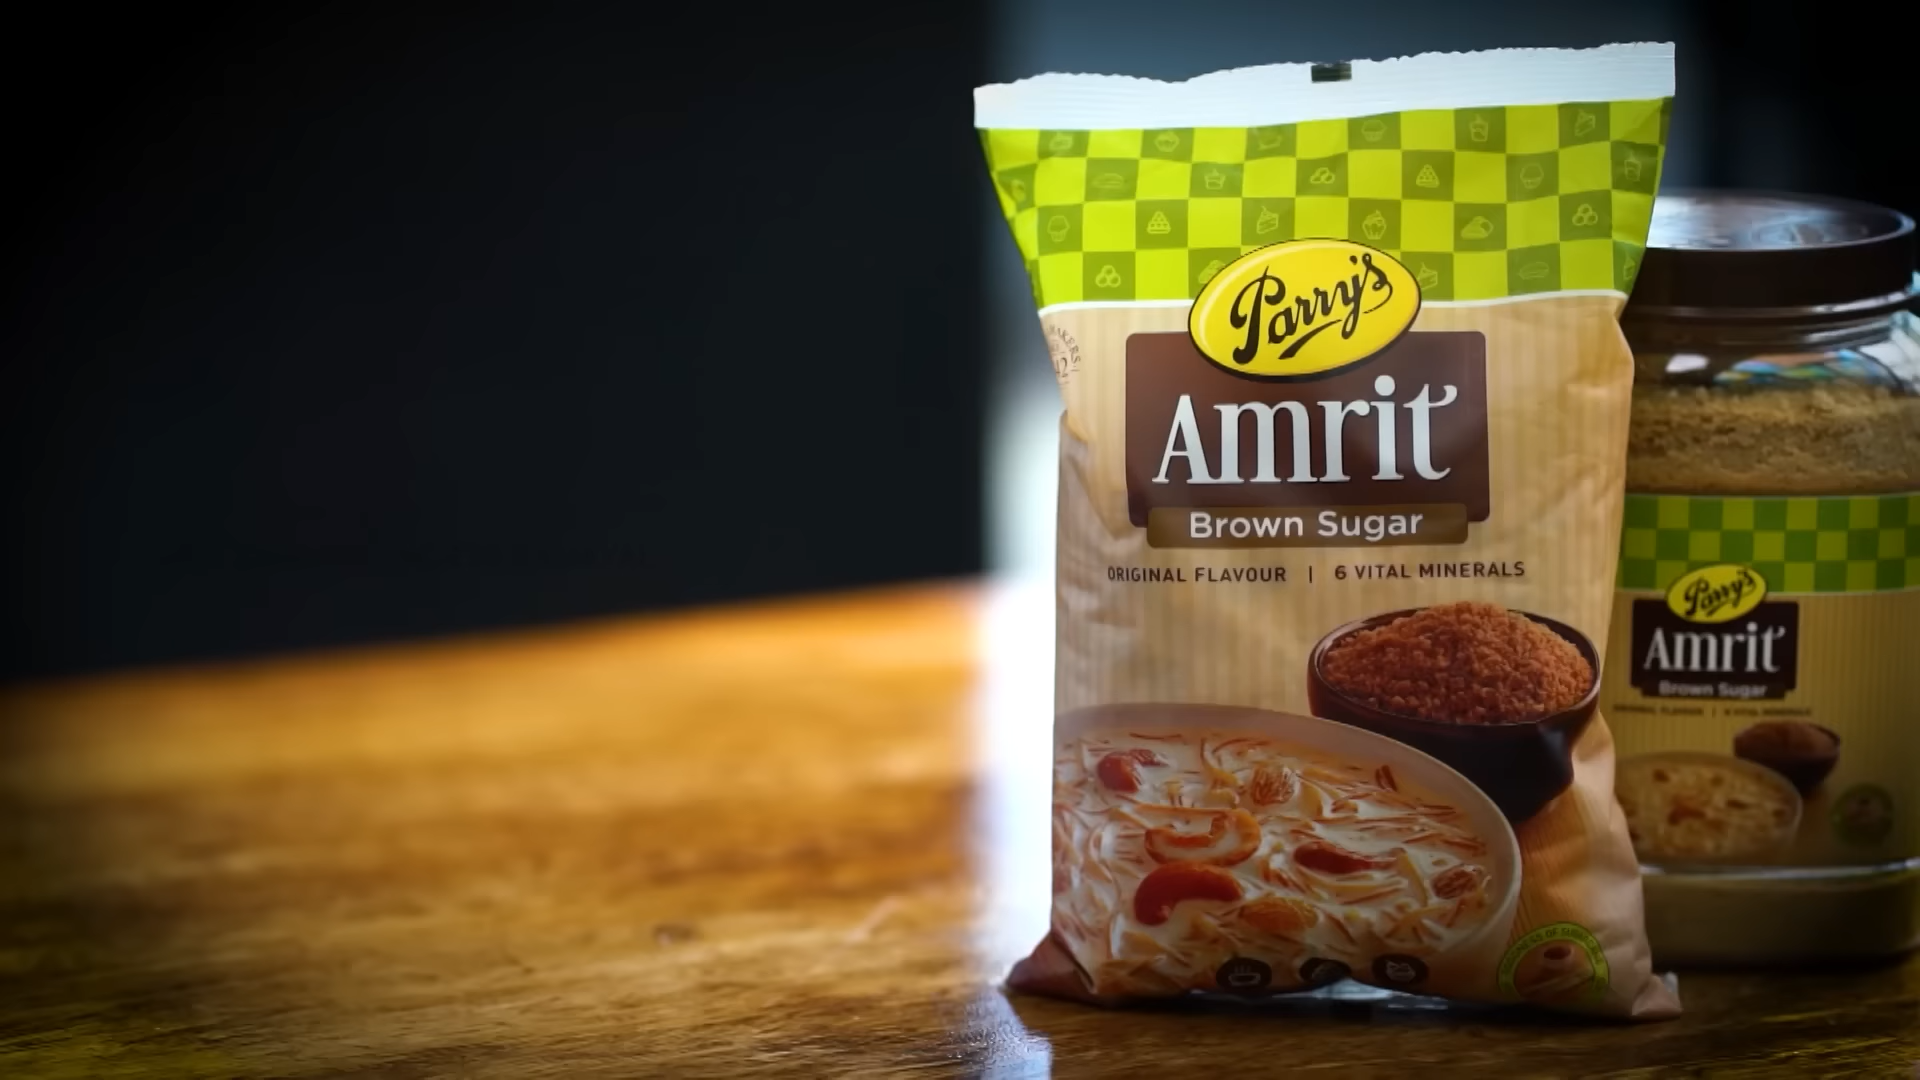 Parry's
Amrit
Brown Sugar
ORIGINAL FLAVOUR | 6 VITAL MINERALS
Parry's
Amrit
Brown Sugar